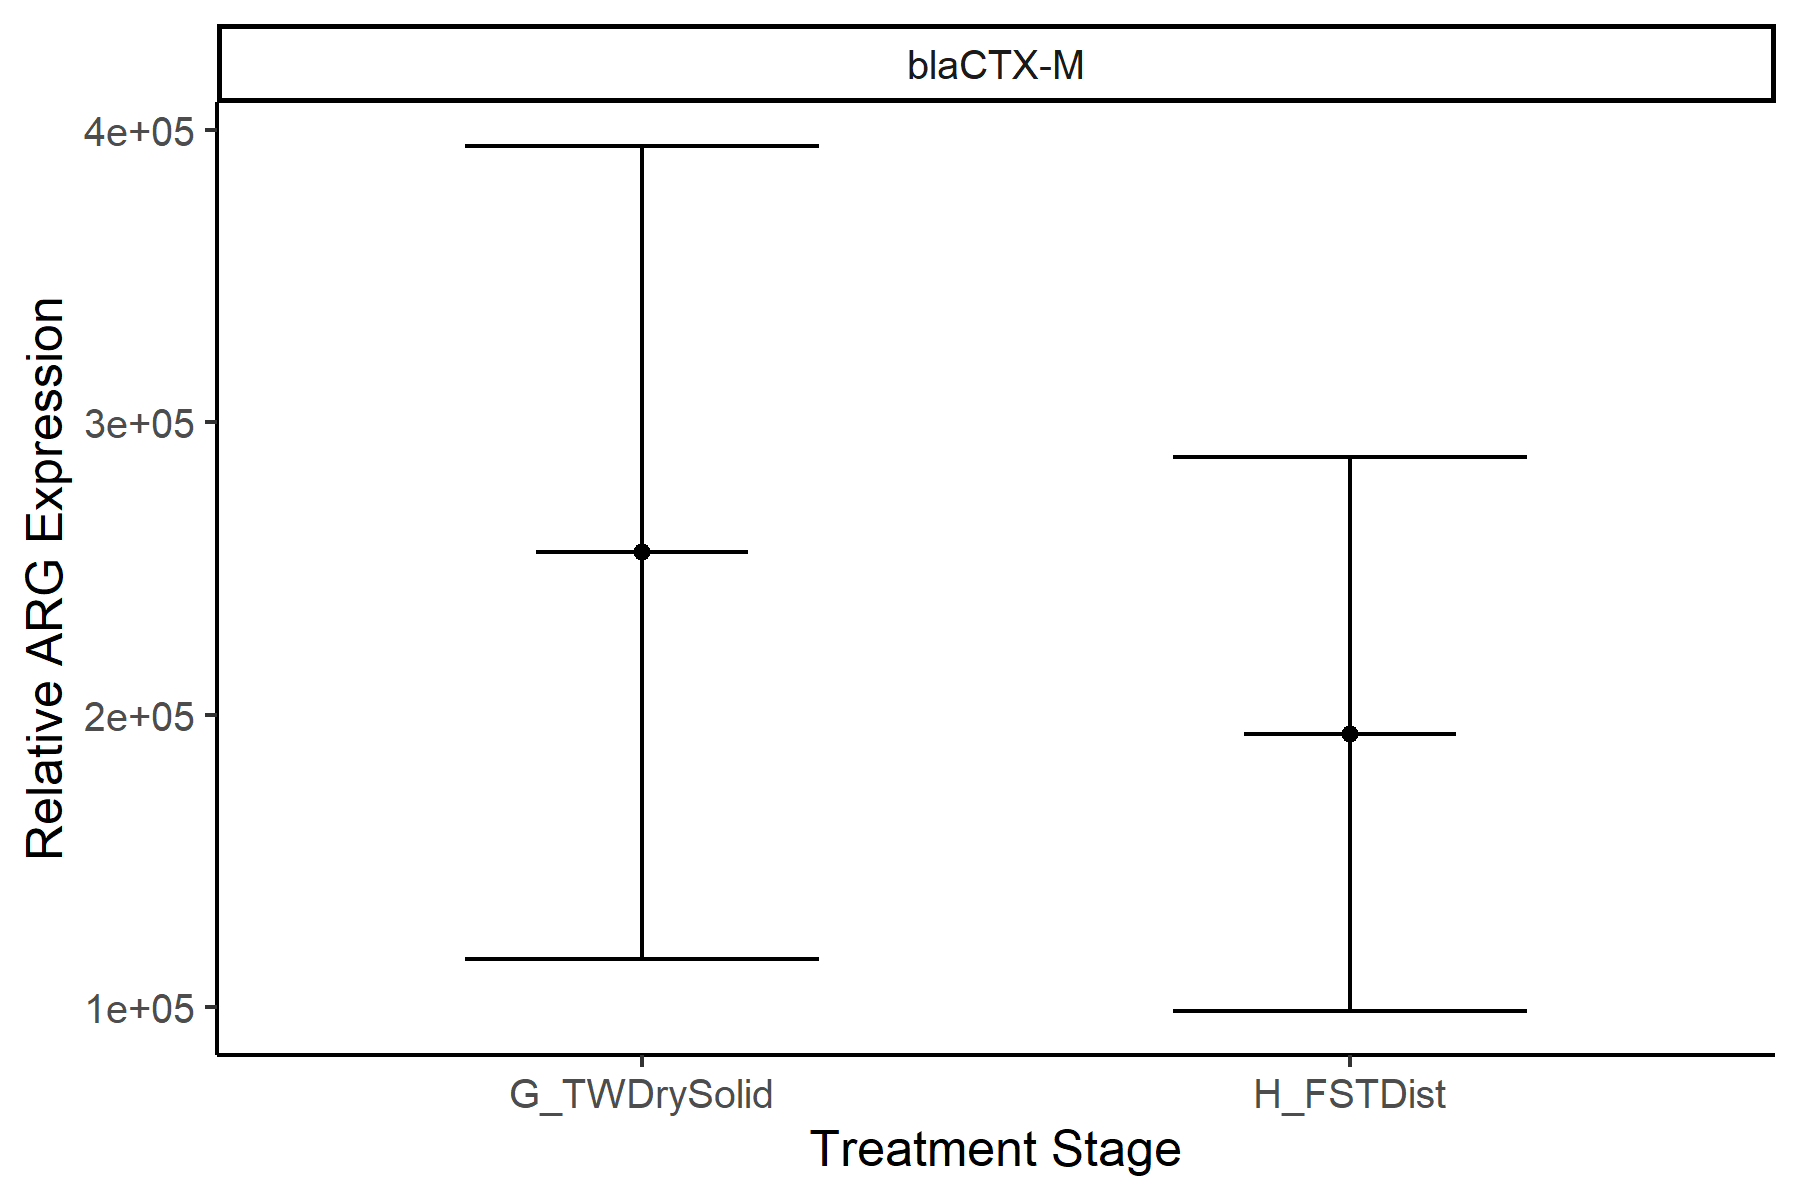 blaCTX-M
4e+05
3e+05
2e+05
1e+05
Relative ARG Expression
G_TWDrySolid
H_FSTDist
Treatment Stage